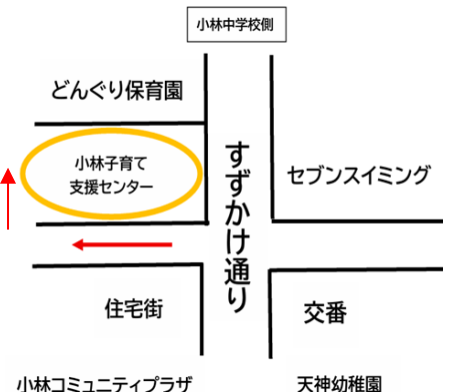 小林中学校側
どんぐり保育園
小林子育て
支援センター
すずかけ通り
セブンスイミング
住宅街
交番
小林コミュニティプラザ
天神幼稚園